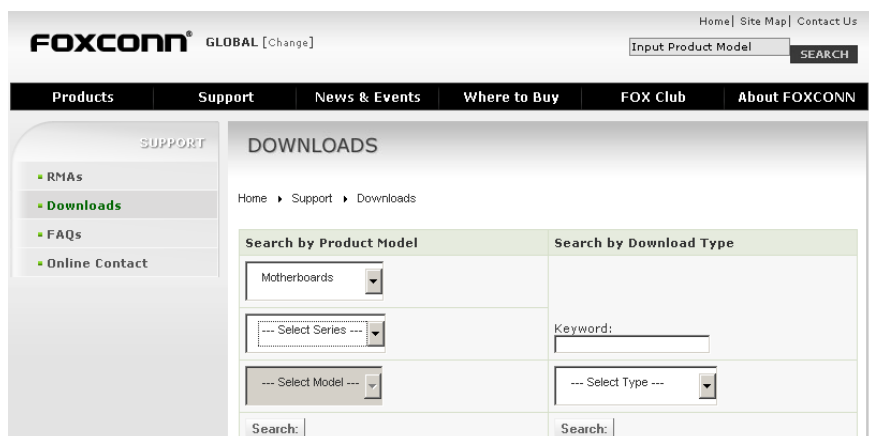 Home| Site Map| Contact Us
FOXCONN® GLOBAL [Change]
Input Product Model SEARCH
Products Support News & Events Where to Buy FOX Club About FOXCONN
SUPPORT
RMAs
Downloads
FAQs
Online Contact
DOWNLOADS
Home Support Downloads
Search by Product Model
Motherboards
--- Select Series ---
--- Select Model ---
Search:
Search by Download Type
Keyword:
--- Select Type ---
Search: